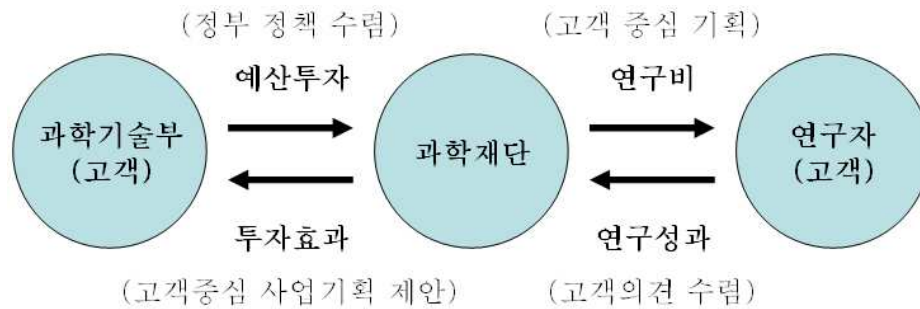 (정부 정책 수렴) (고객 중심 기획)
예산투자 연구비
과학기술부
(고객)
과학재단
연구자
(고객)
투자효과 연구성과
(고객중심 사업기획 제안) (고객의견 수렴)